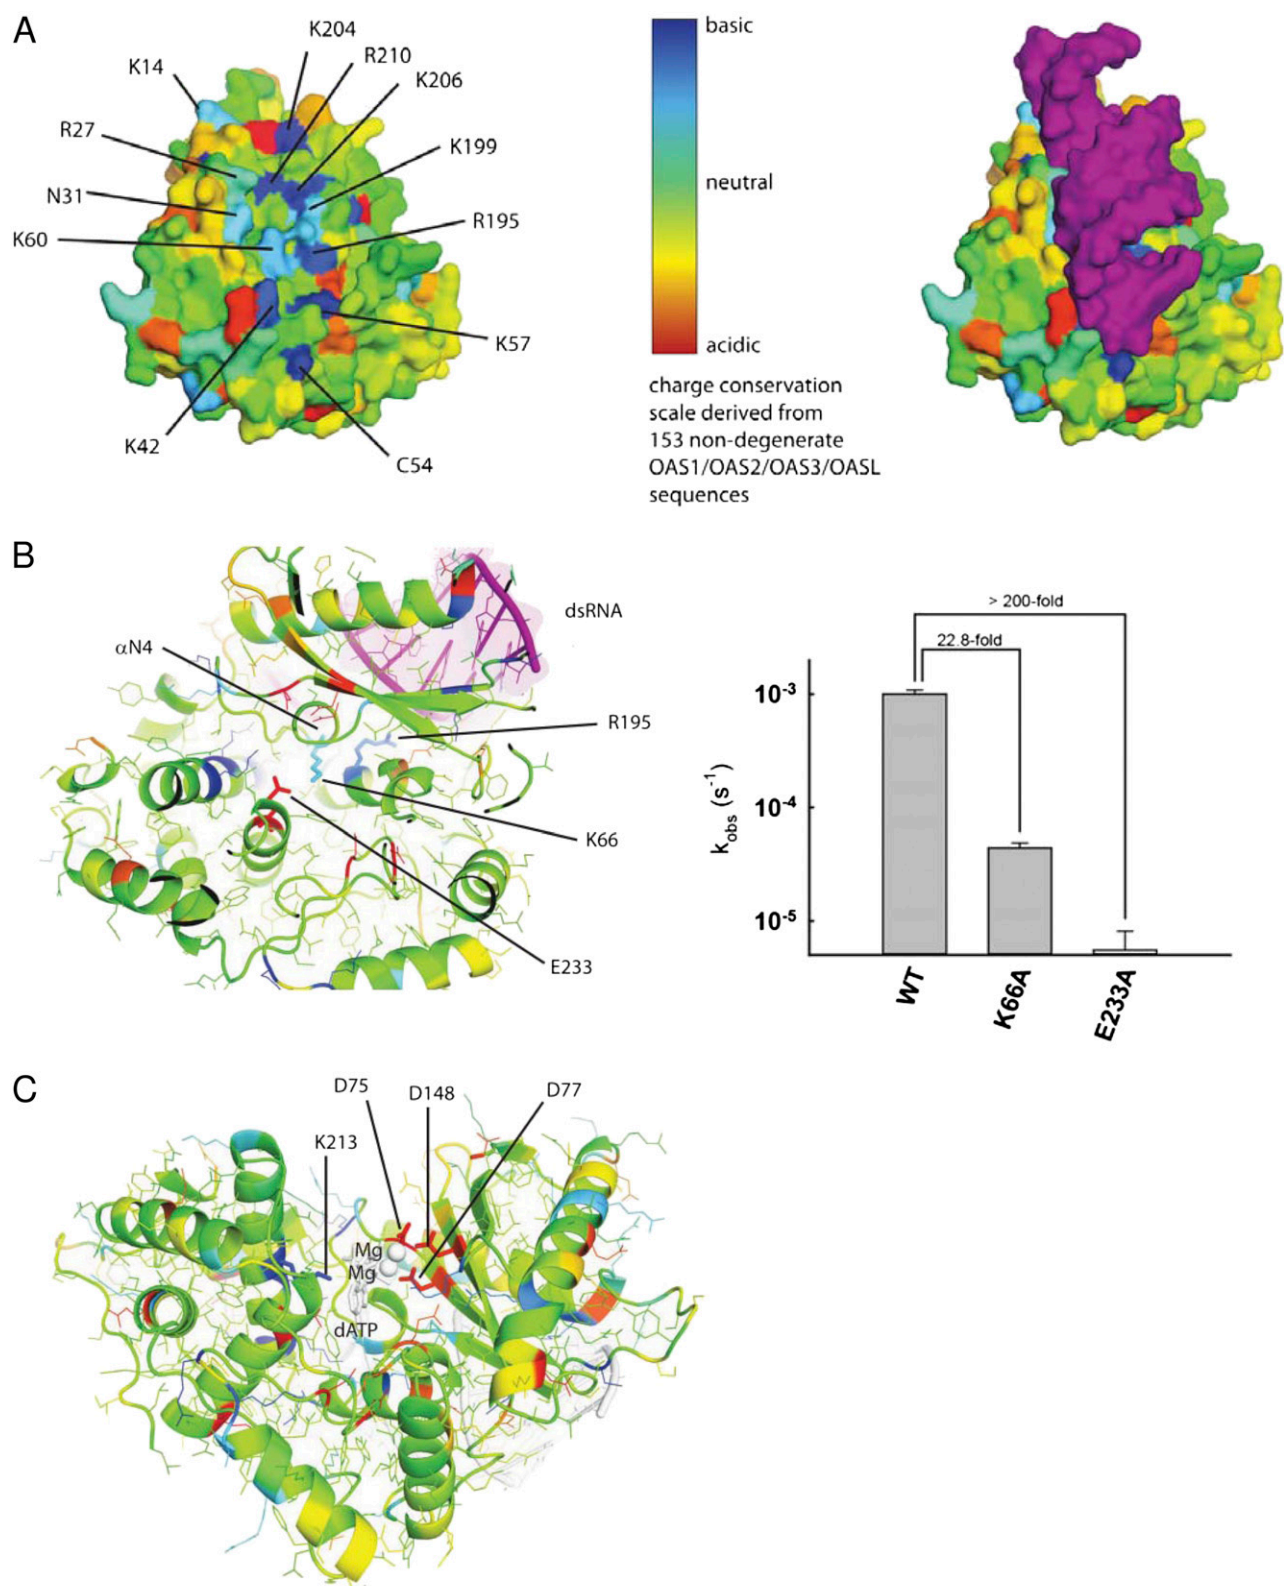 A
K204
R210
K14
K206
R27
K199
N31
R195
K60
K57
K42
C54
basic
neutral
acidic
charge conservation
scale derived from
153 non-degenerate
OAS1/OAS2/OAS3/OASL
sequences
B
dsRNA
αN4
R195
K66
E233
> 200-fold
22.8-fold
10-3
10-4
10-5
kobs (s-1)
WT
K66A
E233A
C
D75
D148
D77
K213
Mg
Mg
dATP